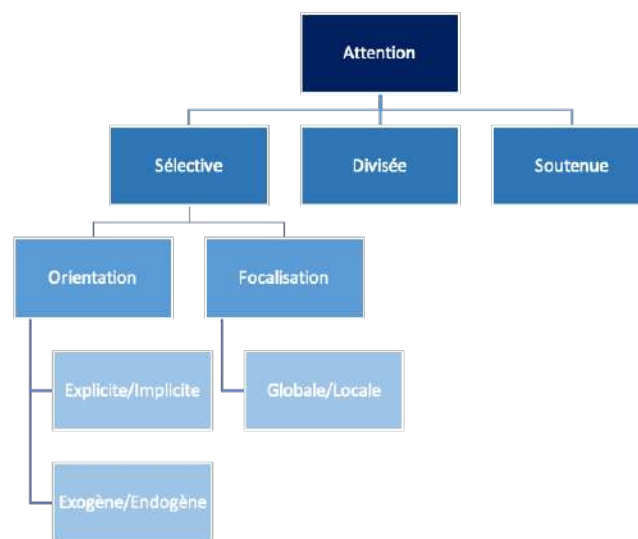 Attention
Sélective
Divisée
Soutenue
Orientation
Focalisation
Explicite/Implicite
Globale/Locale
Exogène/Endogène